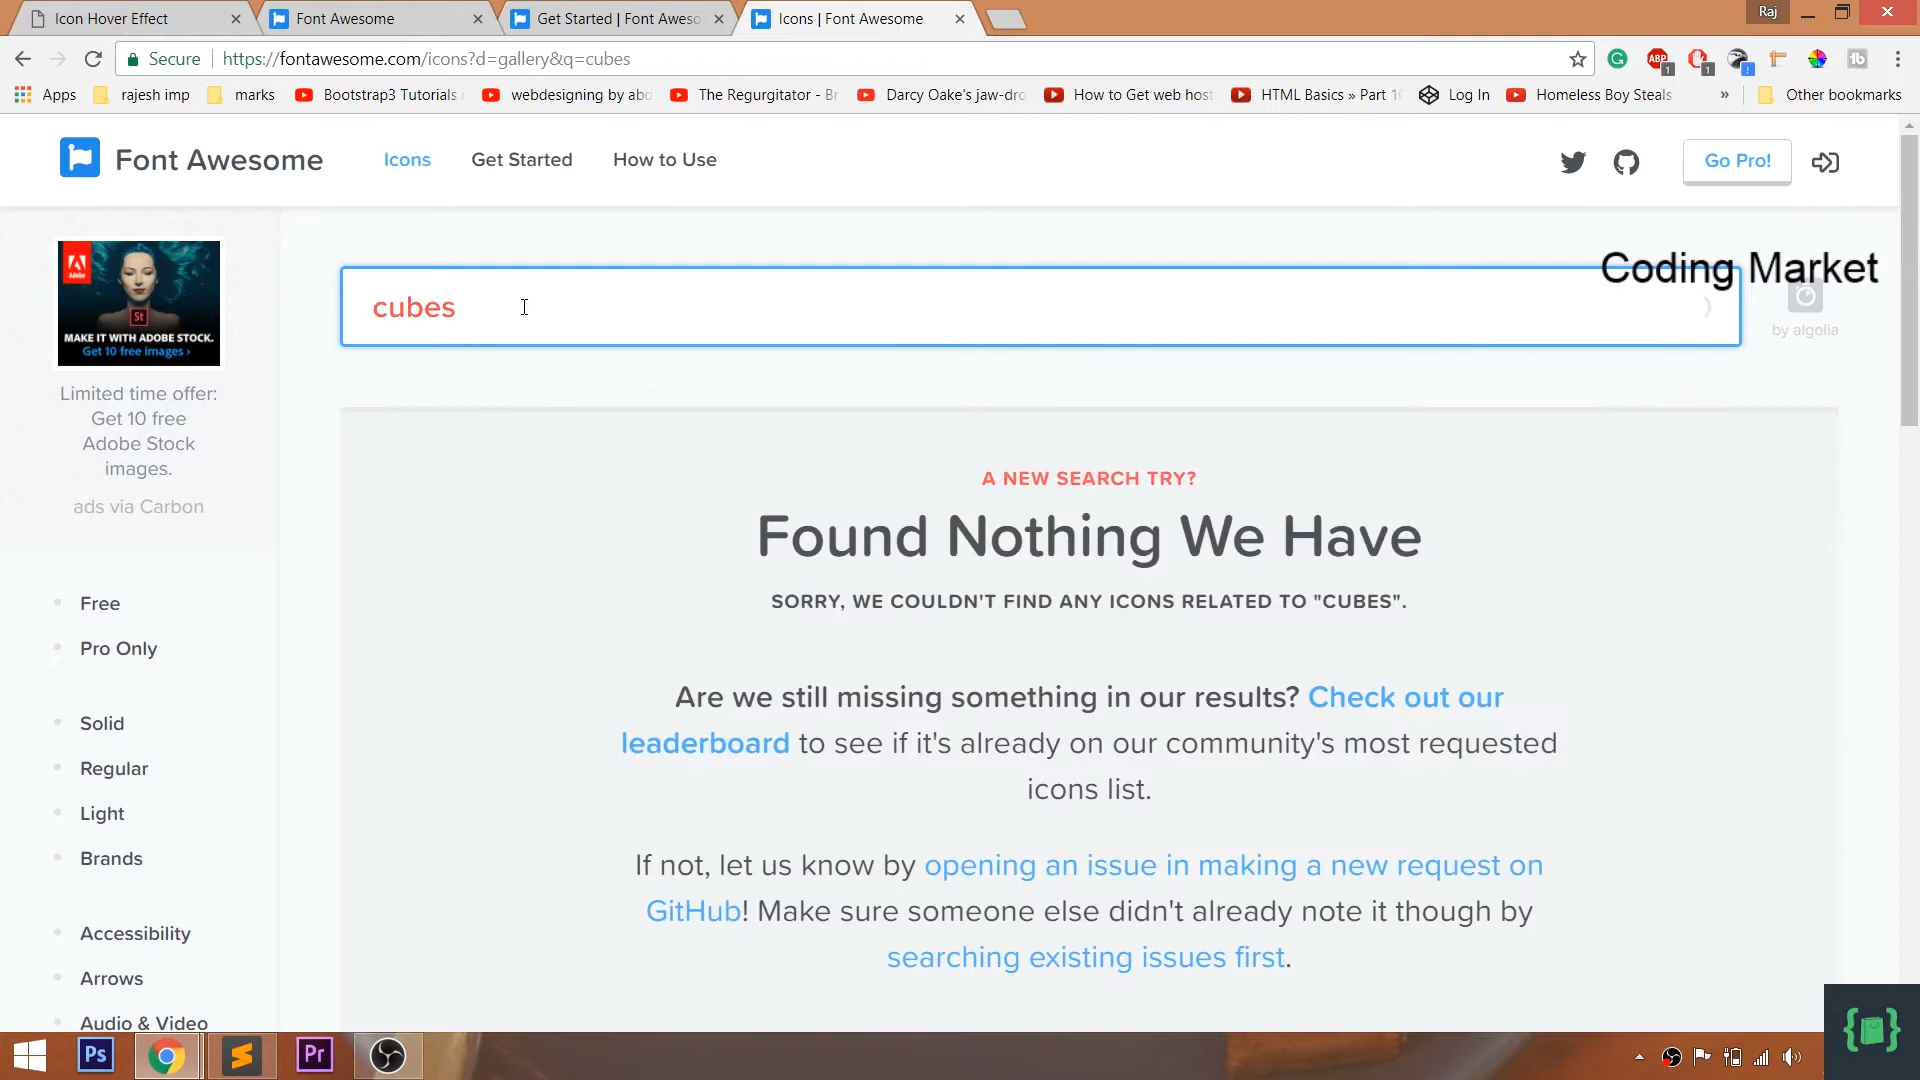 Icon Hover Effect
Font Awesome
Get Started | Font Aweso
Icons | Font Awesome
Raj
Secure
https://fontawesome.com/icons?d=gallery&q=cubes
Apps
rajesh imp
marks
Bootstrap3 Tutorials
webdesigning by abd
The Regurgitator - Br
Darcy Oake's jaw-dro
How to Get web host
HTML Basics » Part 10
Log In
Homeless Boy Steals
»
Other bookmarks
Font Awesome
Icons
Get Started
How to Use
Go Pro!
Coding Market
cubes
by algolia
Adobe
St
MAKE IT WITH ADOBE STOCK.
Get 10 free images ›
Limited time offer:
Get 10 free
Adobe Stock
images.
ads via Carbon
A NEW SEARCH TRY?
Found Nothing We Have
SORRY, WE COULDN'T FIND ANY ICONS RELATED TO "CUBES".
Are we still missing something in our results? Check out our
leaderboard to see if it's already on our community's most requested
icons list.
If not, let us know by opening an issue in making a new request on
GitHub! Make sure someone else didn't already note it though by
searching existing issues first.
Free
Pro Only
Solid
Regular
Light
Brands
Accessibility
Arrows
Audio & Video
Ps
Pr